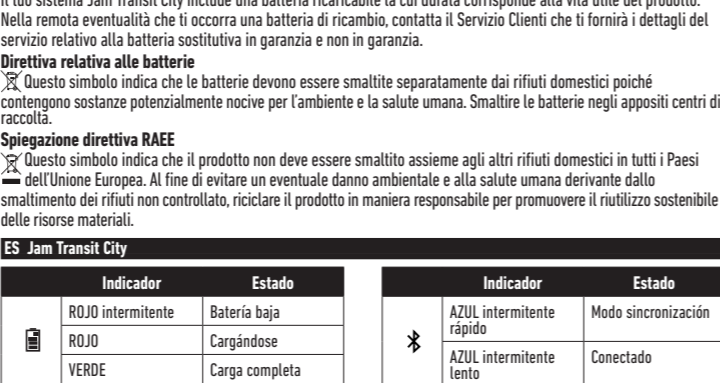 Il tuo sistema Jam Transit City include una batteria ricaricabile la cui durata corrisponde alla vita utile del prodotto.
Nella remota eventualità che ti occorra una batteria di ricambio, contatta il Servizio Clienti che ti fornirà i dettagli del
servizio relativo alla batteria sostitutiva in garanzia e non in garanzia.
Direttiva relativa alle batterie
Questo simbolo indica che le batterie devono essere smaltite separatamente dai rifiuti domestici poiché
contengono sostanze potenzialmente nocive per l'ambiente e la salute umana. Smaltire le batterie negli appositi centri di
raccolta.
Spiegazione direttiva RAEE
Questo simbolo indica che il prodotto non deve essere smaltito assieme agli altri rifiuti domestici in tutti i Paesi
dell'Unione Europea. Al fine di evitare un eventuale danno ambientale e alla salute umana derivante dallo
smaltimento dei rifiuti non controllato, riciclare il prodotto in maniera responsabile per promuovere il riutilizzo sostenibile
delle risorse materiali.
ES Jam Transit City
Indicador Estado
ROJO intermitente Batería baja
ROJO Cargándose
VERDE Carga completa
Indicador Estado
AZUL intermitente Modo sincronización
rápido
AZUL intermitente Conectado
lento